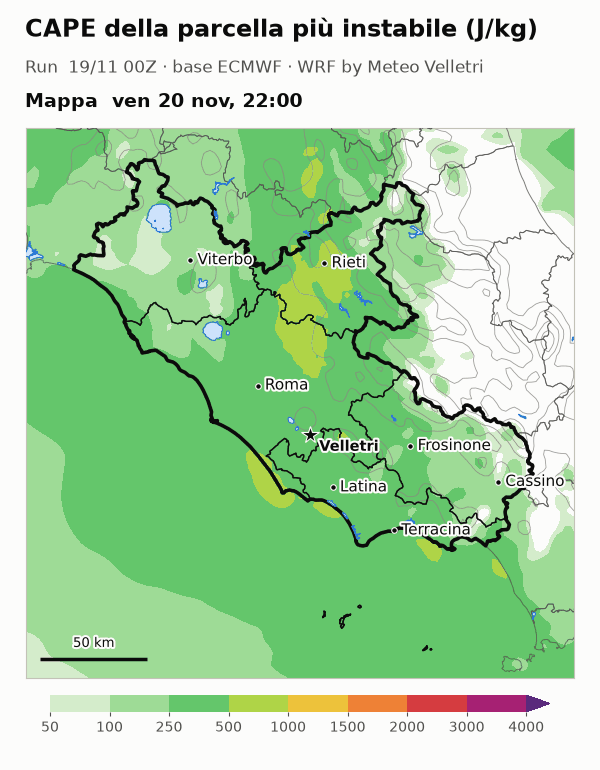 CAPE della parcella più instabile (J/kg)
Run  19/11 00Z · base ECMWF · WRF by Meteo Velletri
Mappa  ven 20 nov, 22:00
Viterbo
Rieti
Roma
Velletri
Frosinone
Cassino
Latina
Terracina
50 km
50 100 250 500 1000 1500 2000 3000 4000